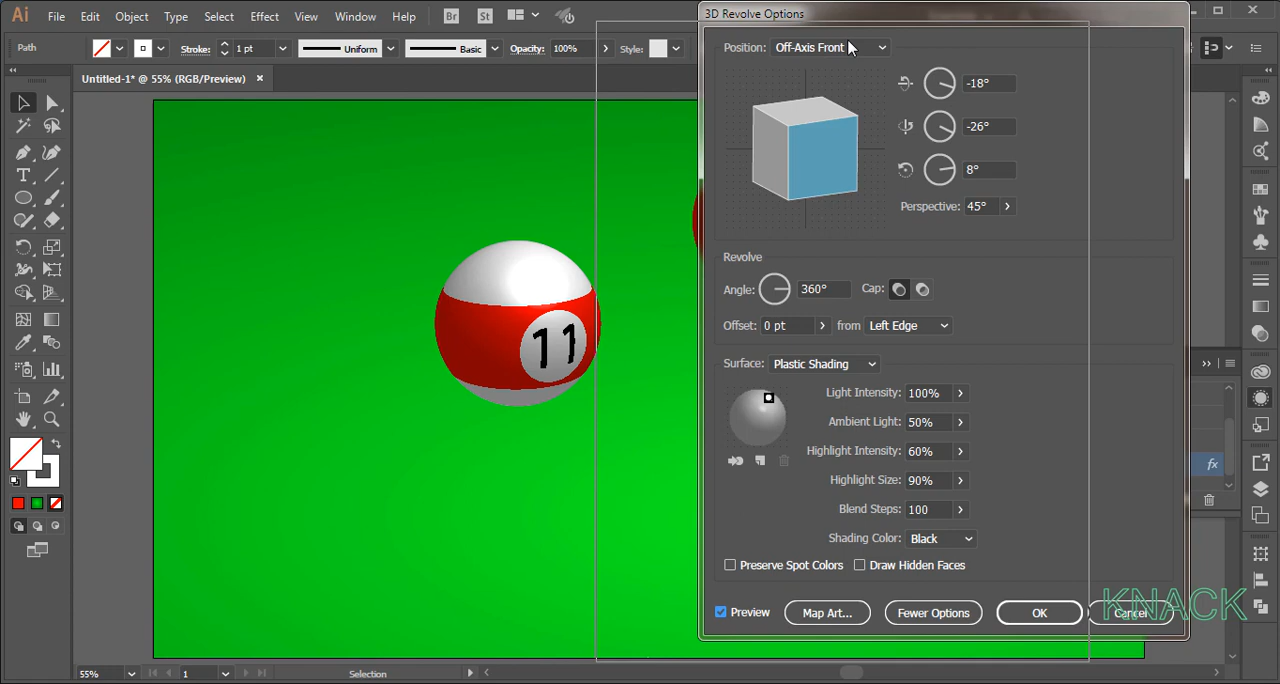 Ai File Edit Object Type Select Effect View Window Help Br St
3D Revolve Options
Path Stroke: 1 pt Uniform Basic Opacity: 100% Style:
Untitled-1* @ 55% (RGB/Preview) ×
Position: Off-Axis Front
-18°
-26°
8°
Perspective: 45°
Revolve
Angle: 360° Cap:
Offset: 0 pt from Left Edge
11
Surface: Plastic Shading
Light Intensity: 100%
Ambient Light: 50%
Highlight Intensity: 60%
Highlight Size: 90%
Blend Steps: 100
Shading Color: Black
Preserve Spot Colors Draw Hidden Faces
Preview Map Art... Fewer Options OK Cancel
KNACK
fx
55% 1 Selection